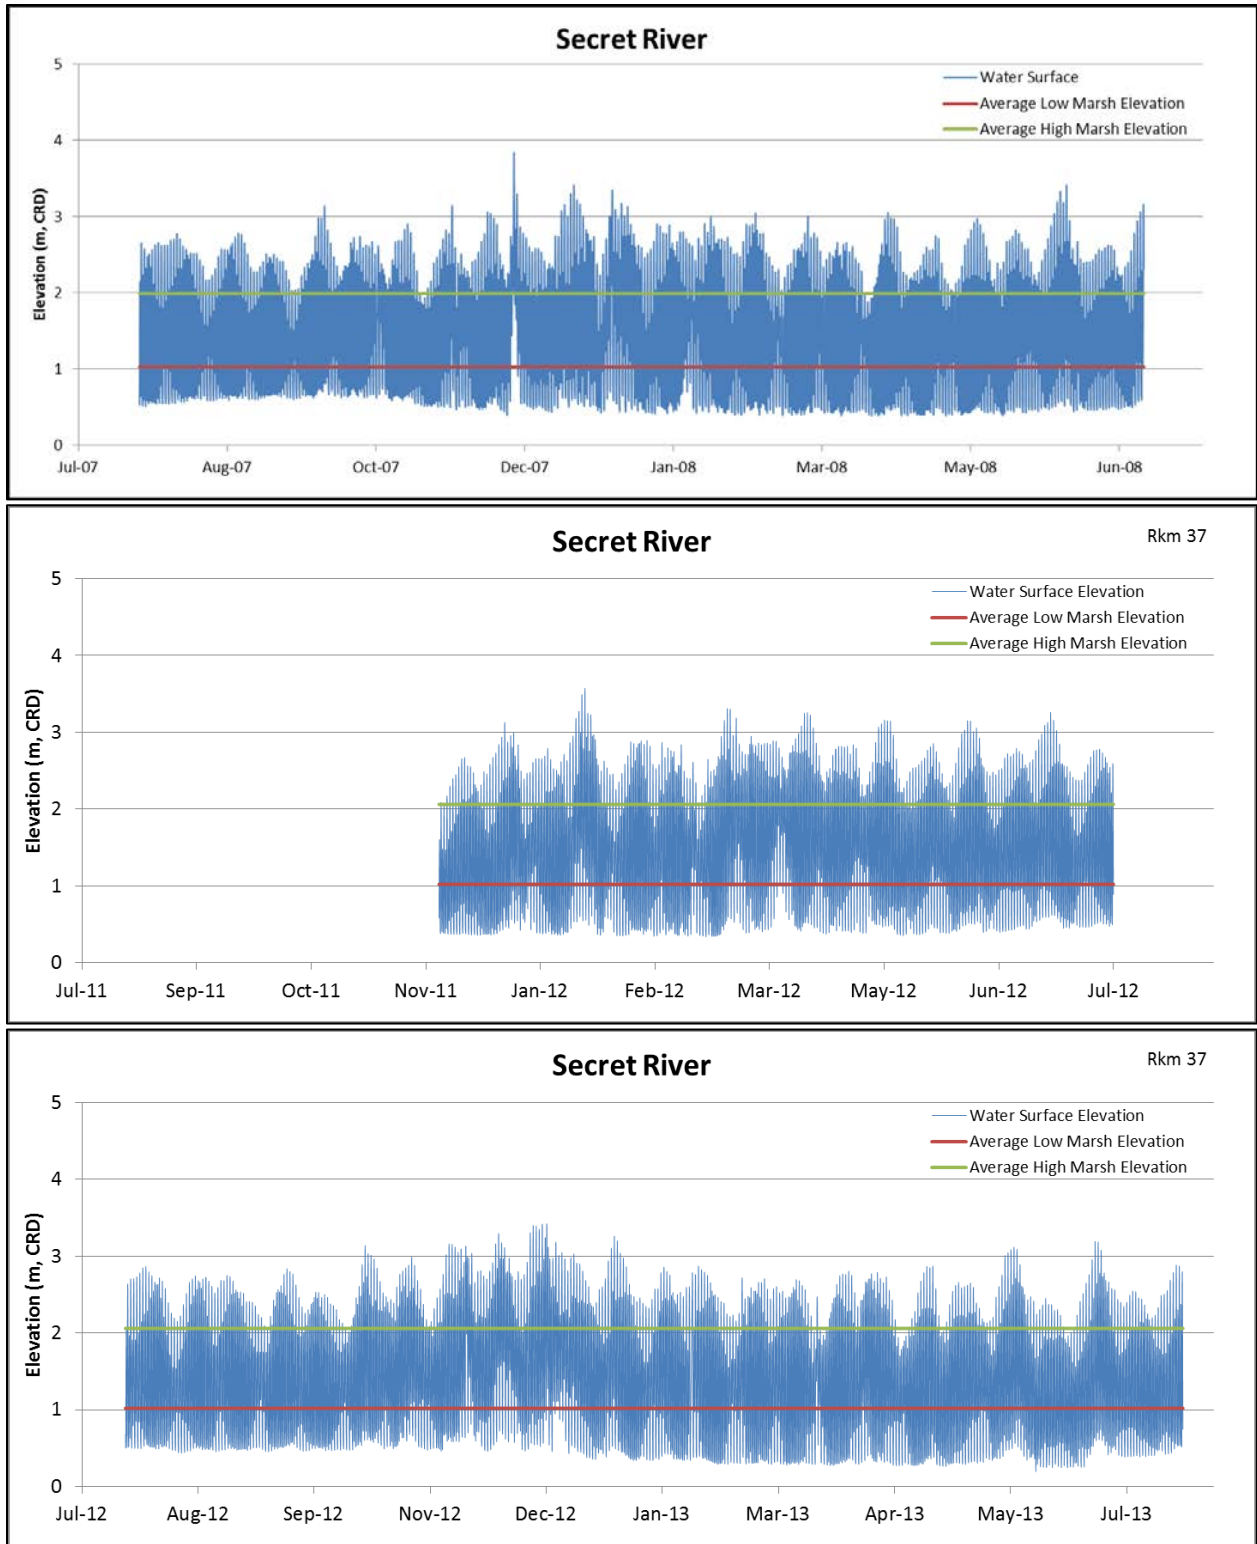 Secret River
5
4
3
2
1
0
Elevation (m, CRD)
Water Surface
Average Low Marsh Elevation
Average High Marsh Elevation
Jul-07 Aug-07 Oct-07 Dec-07 Jan-08 Mar-08 May-08 Jun-08
Secret River
Rkm 37
5
4
3
2
1
0
Elevation (m, CRD)
Water Surface Elevation
Average Low Marsh Elevation
Average High Marsh Elevation
Jul-11 Sep-11 Oct-11 Nov-11 Jan-12 Feb-12 Mar-12 May-12 Jun-12 Jul-12
Secret River
Rkm 37
5
4
3
2
1
0
Elevation (m, CRD)
Water Surface Elevation
Average Low Marsh Elevation
Average High Marsh Elevation
Jul-12 Aug-12 Sep-12 Nov-12 Dec-12 Jan-13 Mar-13 Apr-13 May-13 Jul-13